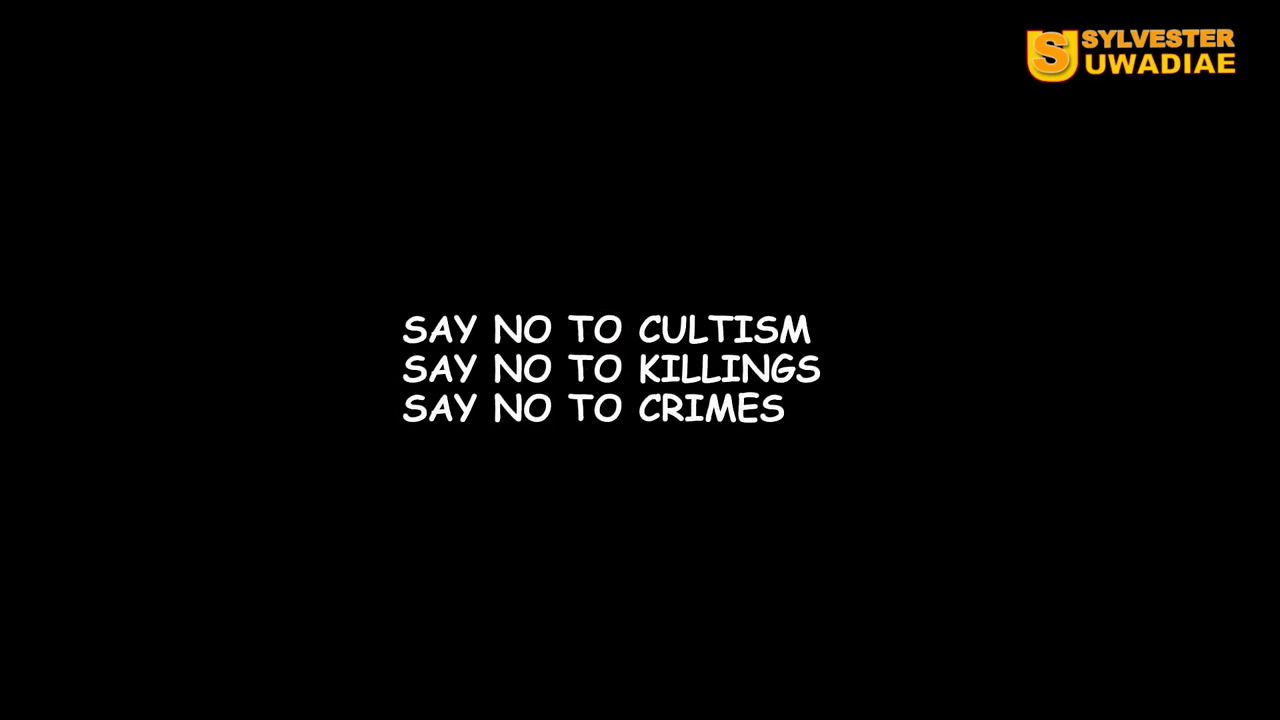 SYLVESTER
UWADIAE
SAY NO TO CULTISM
SAY NO TO KILLINGS
SAY NO TO CRIMES